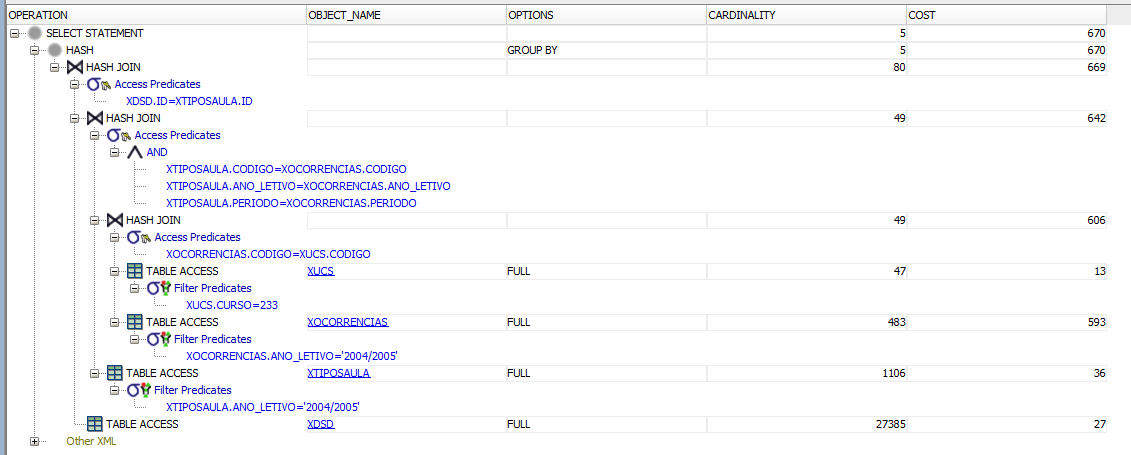 OPERATION OBJECT_NAME OPTIONS CARDINALITY COST
SELECT STATEMENT 5 670
HASH GROUP BY 5 670
HASH JOIN 80 669
Access Predicates
XDSD.ID=XTIPOSAULA.ID
HASH JOIN 49 642
Access Predicates
AND
XTIPOSAULA.CODIGO=XOCORRENCIAS.CODIGO
XTIPOSAULA.ANO_LETIVO=XOCORRENCIAS.ANO_LETIVO
XTIPOSAULA.PERIODO=XOCORRENCIAS.PERIODO
HASH JOIN 49 606
Access Predicates
XOCORRENCIAS.CODIGO=XUCS.CODIGO
TABLE ACCESS XUCS FULL 47 13
Filter Predicates
XUCS.CURSO=233
TABLE ACCESS XOCORRENCIAS FULL 483 593
Filter Predicates
XOCORRENCIAS.ANO_LETIVO='2004/2005'
TABLE ACCESS XTIPOSAULA FULL 1106 36
Filter Predicates
XTIPOSAULA.ANO_LETIVO='2004/2005'
TABLE ACCESS XDSD FULL 27385 27
Other XML